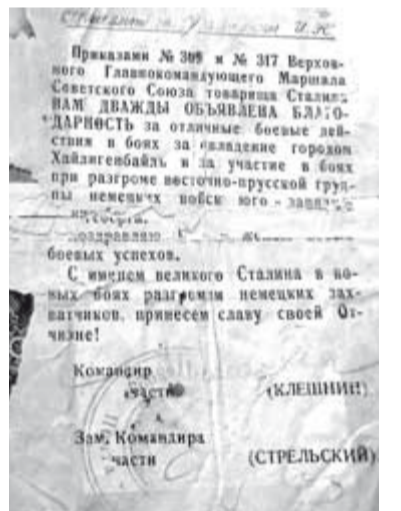 Приказами № 309 и № 317 Верхов-
ного Главнокомандующего Маршала
Советского Союза товарища Сталина
ВАМ ДВАЖДЫ ОБЪЯВЛЕНА БЛАГО-
ДАРНОСТЬ за отличные боевые дей-
ствия в боях за овладение городом
Хайлигенбайль и за участие в боях
при разгроме восточно-прусской груп-
пы немецких войск юго-западнее
боевых успехов.
С именем великого Сталина в но-
вых боях разгромим немецких зах-
ватчиков, принесем славу своей От-
чизне!
Командир
части (КЛЕШНИН)
Зам. Командира
части (СТРЕЛЬСКИЙ)